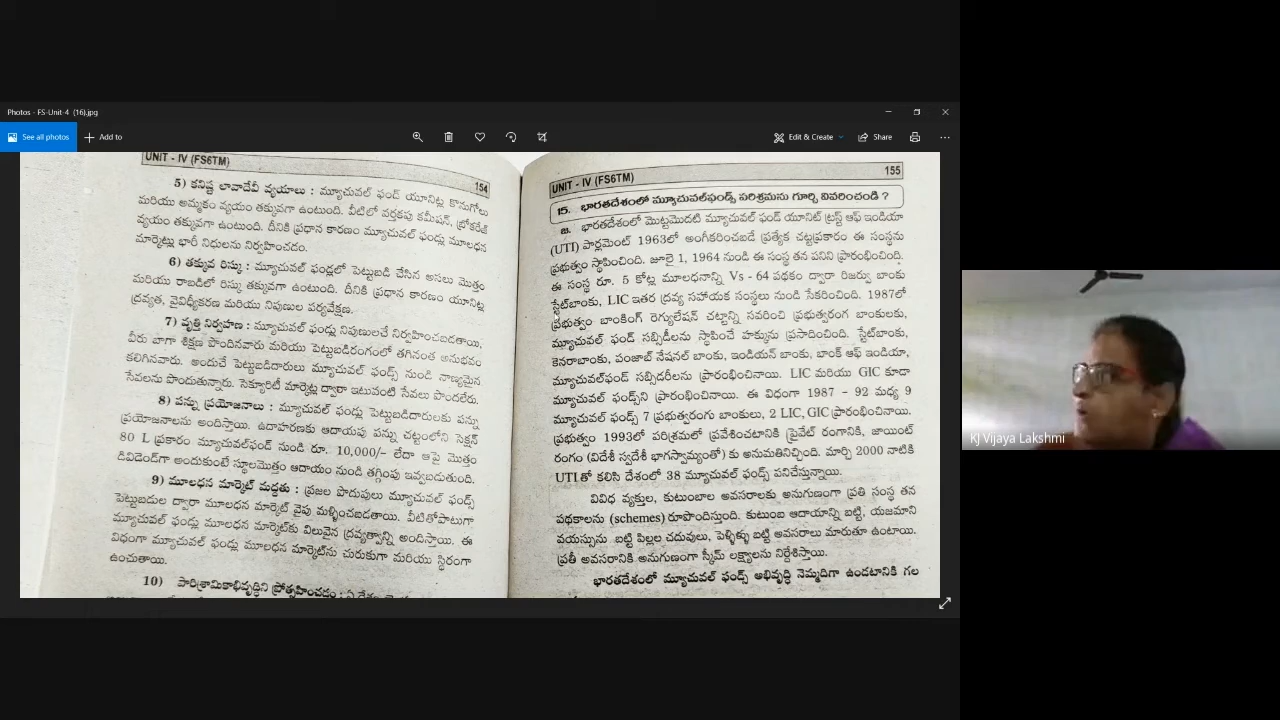 Photos - FS-Unit-4 (16).jpg
See all photos
Add to
Edit & Create
Share
UNIT - IV (FS6TM)
154
5) కనిష్ట లావాదేవీ వ్యయాలు : మ్యూచువల్ ఫండ్ యూనిట్ల కొనుగోలు
మరియు అమ్మకం వ్యయం తక్కువగా ఉంటుంది. వీటిలో వర్తకపు కమీషన్, బ్రోకరేజ్
వ్యయం తక్కువగా ఉంటుంది. దీనికి ప్రధాన కారణం మ్యూచువల్ ఫండ్లు మూలధన
మార్కెట్లు భారీ నిధులను నిర్వహించడం.
6) తక్కువ రిస్కు : మ్యూచువల్ ఫండ్లలో పెట్టుబడి చేసిన అసలు మొత్తం
మరియు రాబడిలో రిస్కు తక్కువగా ఉంటుంది. దీనికి ప్రధాన కారణం యూనిట్ల
ద్రవ్యత, వైవిధ్యీకరణ మరియు నిపుణుల పర్యవేక్షణ.
7) వృత్తి నిర్వహణ : మ్యూచువల్ ఫండ్లు నిపుణులచే నిర్వహించబడతాయి,
వీరు బాగా శిక్షణ పొందినవారు మరియు పెట్టుబడిరంగంలో తగినంత అనుభవం
కలిగినవారు. అందుచే పెట్టుబడిదారులు మ్యూచువల్ ఫండ్స్ నుండి నాణ్యమైన
సేవలను పొందుతున్నారు. సెక్యూరిటీ మార్కెట్ల ద్వారా ఇటువంటి సేవలు పొందలేరు.
8) పన్ను ప్రయోజనాలు : మ్యూచువల్ ఫండ్లు పెట్టుబడిదారులకు పన్ను
ప్రయోజనాలను అందిస్తాయి. ఉదాహరణకు ఆదాయపు పన్ను చట్టంలోని సెక్షన్
80 L ప్రకారం మ్యూచువల్‌ఫండ్ నుండి రూ. 10,000/- లేదా ఆపై మొత్తం
డివిడెండ్‌గా అందుకుంటే స్థూలమొత్తం ఆదాయం నుండి తగ్గింపు ఇవ్వబడుతుంది.
9) మూలధన మార్కెట్ మద్దతు : ప్రజల పొదుపులు మ్యూచువల్ ఫండ్స్
పెట్టుబడుల ద్వారా మూలధన మార్కెట్ వైపు మళ్ళించబడతాయి. వీటితోపాటుగా
మ్యూచువల్ ఫండ్లు మూలధన మార్కెట్‌కు విలువైన ద్రవ్యత్వాన్ని అందిస్తాయి. ఈ
విధంగా మ్యూచువల్ ఫండ్లు మూలధన మార్కెట్‌ను చురుకుగా మరియు స్థిరంగా
ఉంచుతాయి.
10) పారిశ్రామికాభివృద్ధిని ప్రోత్సహించడం :
UNIT - IV (FS6TM)
155
15. భారతదేశంలో మ్యూచువల్‌ఫండ్స్ పరిశ్రమను గూర్చి వివరించండి ?
జ. భారతదేశంలో మొట్టమొదటి మ్యూచువల్ ఫండ్ యూనిట్ ట్రస్ట్ ఆఫ్ ఇండియా
(UTI) పార్లమెంట్ 1963లో అంగీకరించబడే ప్రత్యేక చట్టప్రకారం ఈ సంస్థను
ప్రభుత్వం స్థాపించింది. జూలై 1, 1964 నుండి ఈ సంస్థ తన పనిని ప్రారంభించింది.
ఈ సంస్థ రూ. 5 కోట్ల మూలధనాన్ని Vs - 64 పథకం ద్వారా రిజర్వు బాంకు
స్టేట్‌బాంకు, LIC ఇతర ద్రవ్య సహాయక సంస్థలు నుండి సేకరించింది. 1987లో
ప్రభుత్వం బాంకింగ్ రెగ్యులేషన్ చట్టాన్ని సవరించి ప్రభుత్వరంగ బాంకులకు,
మ్యూచువల్ ఫండ్ సబ్సిడీలను స్థాపించే హక్కును ప్రసాదించింది. స్టేట్‌బాంకు,
కెనరాబాంకు, పంజాబ్ నేషనల్ బాంకు, ఇండియన్ బాంకు, బాంక్ ఆఫ్ ఇండియా,
మ్యూచువల్‌ఫండ్ సబ్సిడరీలను ప్రారంభించినాయి. LIC మరియు GIC కూడా
మ్యూచువల్ ఫండ్స్‌ని ప్రారంభించినాయి. ఈ విధంగా 1987 - 92 మధ్య 9
మ్యూచువల్ ఫండ్స్ 7 ప్రభుత్వరంగు బాంకులు, 2 LIC, GIC ప్రారంభించినాయి.
ప్రభుత్వం 1993లో పరిశ్రమలో ప్రవేశించటానికి ప్రైవేట్ రంగానికి, జాయింట్
రంగం (విదేశీ స్వదేశీ భాగస్వామ్యంతో) కు అనుమతినిచ్చింది. మార్చి 2000 నాటికి
UTI తో కలిసి దేశంలో 38 మ్యూచువల్ ఫండ్స్ పనిచేస్తున్నాయి.
వివిధ వ్యక్తుల, కుటుంబాల అవసరాలకు అనుగుణంగా ప్రతి సంస్థ తన
పథకాలను (schemes) రూపొందిస్తుంది. కుటుంబ ఆదాయాన్ని బట్టి, యజమాని
వయస్సును బట్టి పిల్లల చదువులు, పెళ్ళిళ్ళు బట్టి అవసరాలు మారుతూ ఉంటాయి.
ప్రతీ అవసరానికి అనుగుణంగా స్కీమ్ లక్ష్యాలను నిర్దేశిస్తాయి.
భారతదేశంలో మ్యూచువల్ ఫండ్స్ అభివృద్ధి నెమ్మదిగా ఉండటానికి గల
KJ Vijaya Lakshmi